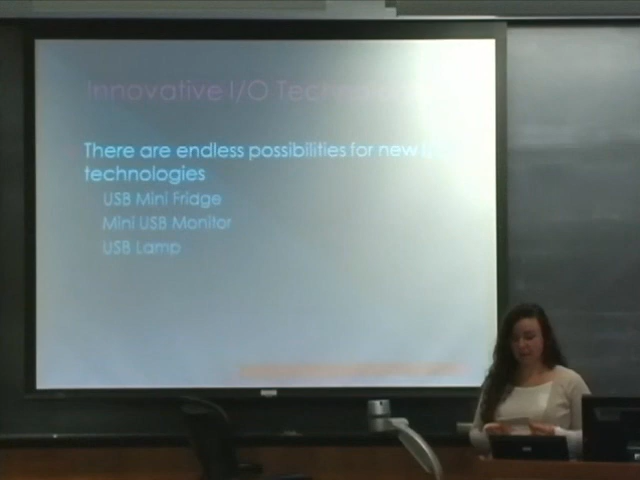 Innovative I/O Technology
There are endless possibilities for new I/O
technologies
USB Mini Fridge
Mini USB Monitor
USB Lamp